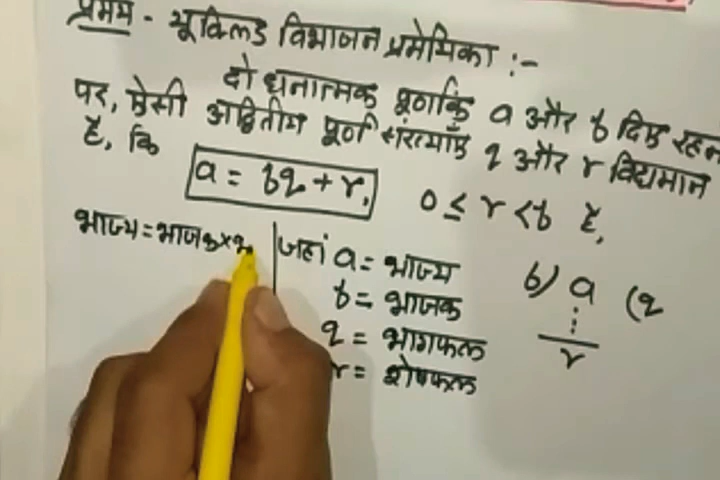 प्रमेय - यूक्लिड विभाजन प्रमेयिका :-
दो धनात्मक पूर्णांक a और b दिए रहने
पर, ऐसी अद्वितीय पूर्ण संख्याएँ q और r विद्यमान
है, कि
a = bq + r, 0 ≤ r < b है,
भाज्य = भाजक ×
जहां a = भाज्य
b = भाजक
q = भागफल
r = शेषफल
b) a (q
⋮
r